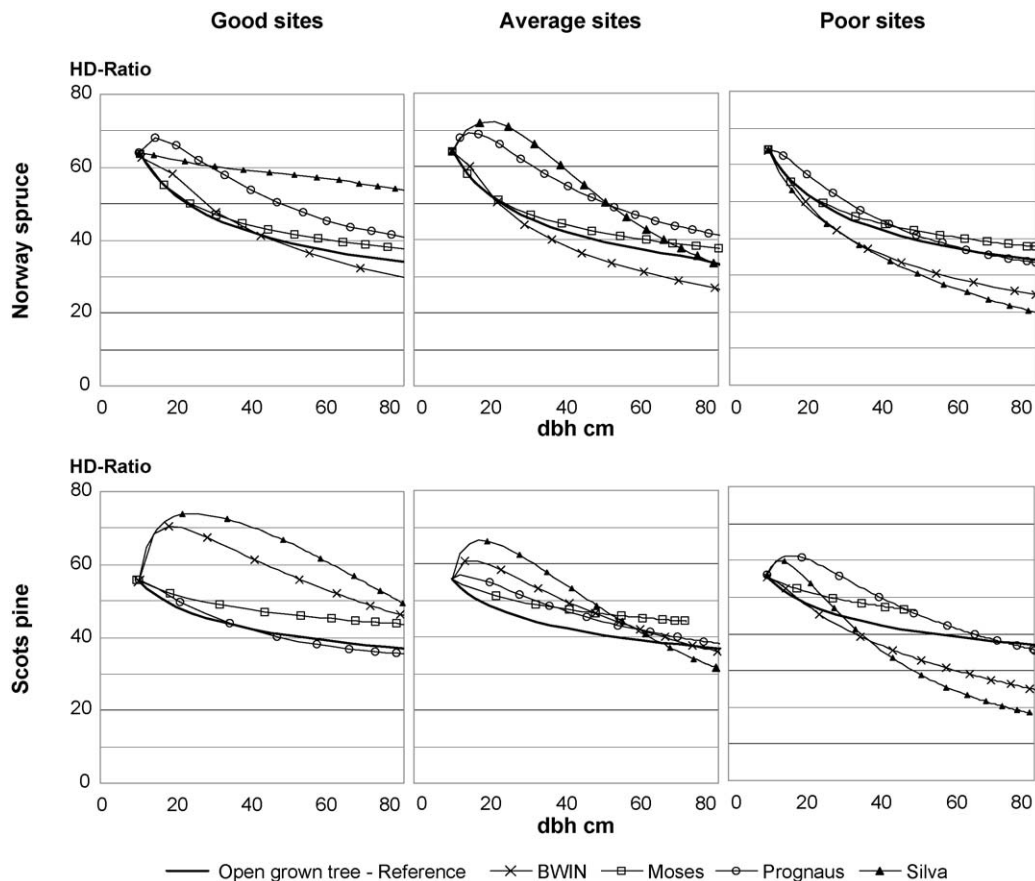 Good sites Average sites Poor sites
HD-Ratio
Norway spruce
80
60
40
20
0
0 20 40 60 80 0 20 40 60 80 0 20 40 60 80
dbh cm
HD-Ratio
Scots pine
80
60
40
20
0
0 20 40 60 80 0 20 40 60 80 0 20 40 60 80
dbh cm
Open grown tree - Reference BWIN Moses Prognaus Silva